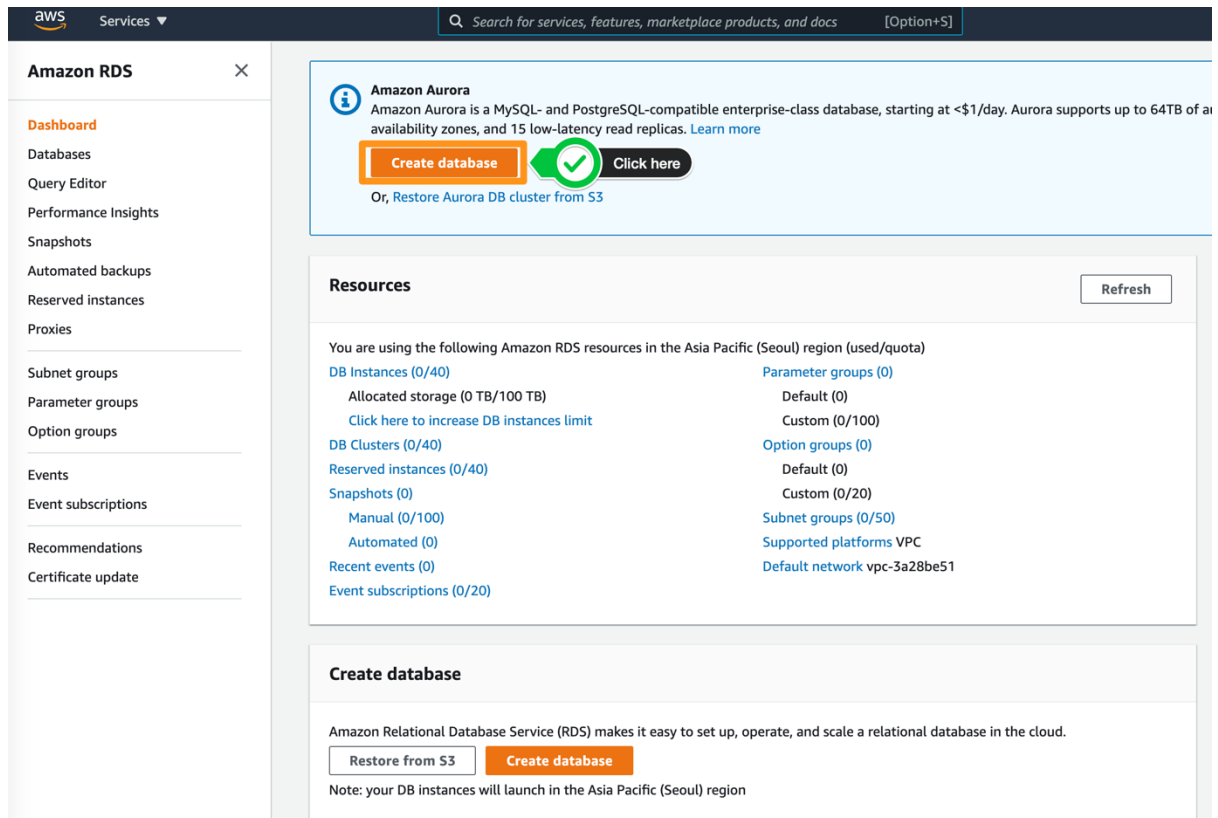 aws Services ▼ Search for services, features, marketplace products, and docs [Option+S]
Amazon RDS
Dashboard
Databases
Query Editor
Performance Insights
Snapshots
Automated backups
Reserved instances
Proxies
Subnet groups
Parameter groups
Option groups
Events
Event subscriptions
Recommendations
Certificate update
Amazon Aurora
Amazon Aurora is a MySQL- and PostgreSQL-compatible enterprise-class database, starting at <$1/day. Aurora supports up to 64TB of
availability zones, and 15 low-latency read replicas. Learn more
Create database Click here
Or, Restore Aurora DB cluster from S3
Resources Refresh
You are using the following Amazon RDS resources in the Asia Pacific (Seoul) region (used/quota)
DB Instances (0/40)
Allocated storage (0 TB/100 TB)
Click here to increase DB instances limit
DB Clusters (0/40)
Reserved instances (0/40)
Snapshots (0)
Manual (0/100)
Automated (0)
Recent events (0)
Event subscriptions (0/20)
Parameter groups (0)
Default (0)
Custom (0/100)
Option groups (0)
Default (0)
Custom (0/20)
Subnet groups (0/50)
Supported platforms VPC
Default network vpc-3a28be51
Create database
Amazon Relational Database Service (RDS) makes it easy to set up, operate, and scale a relational database in the cloud.
Restore from S3 Create database
Note: your DB instances will launch in the Asia Pacific (Seoul) region